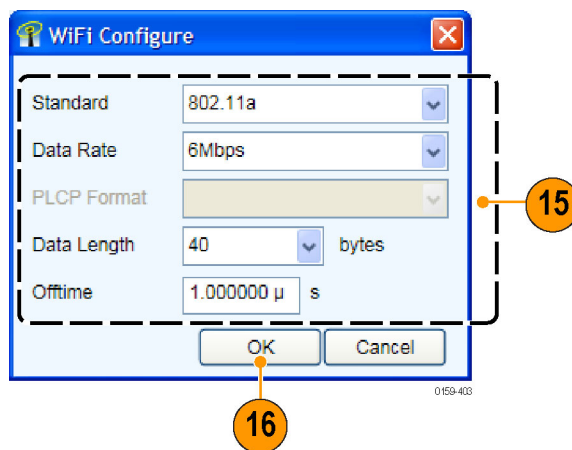 WiFi Configure
Standard 802.11a
Data Rate 6Mbps
PLCP Format
15
Data Length 40 bytes
Offtime 1.000000 µ s
OK Cancel
0159-403
16